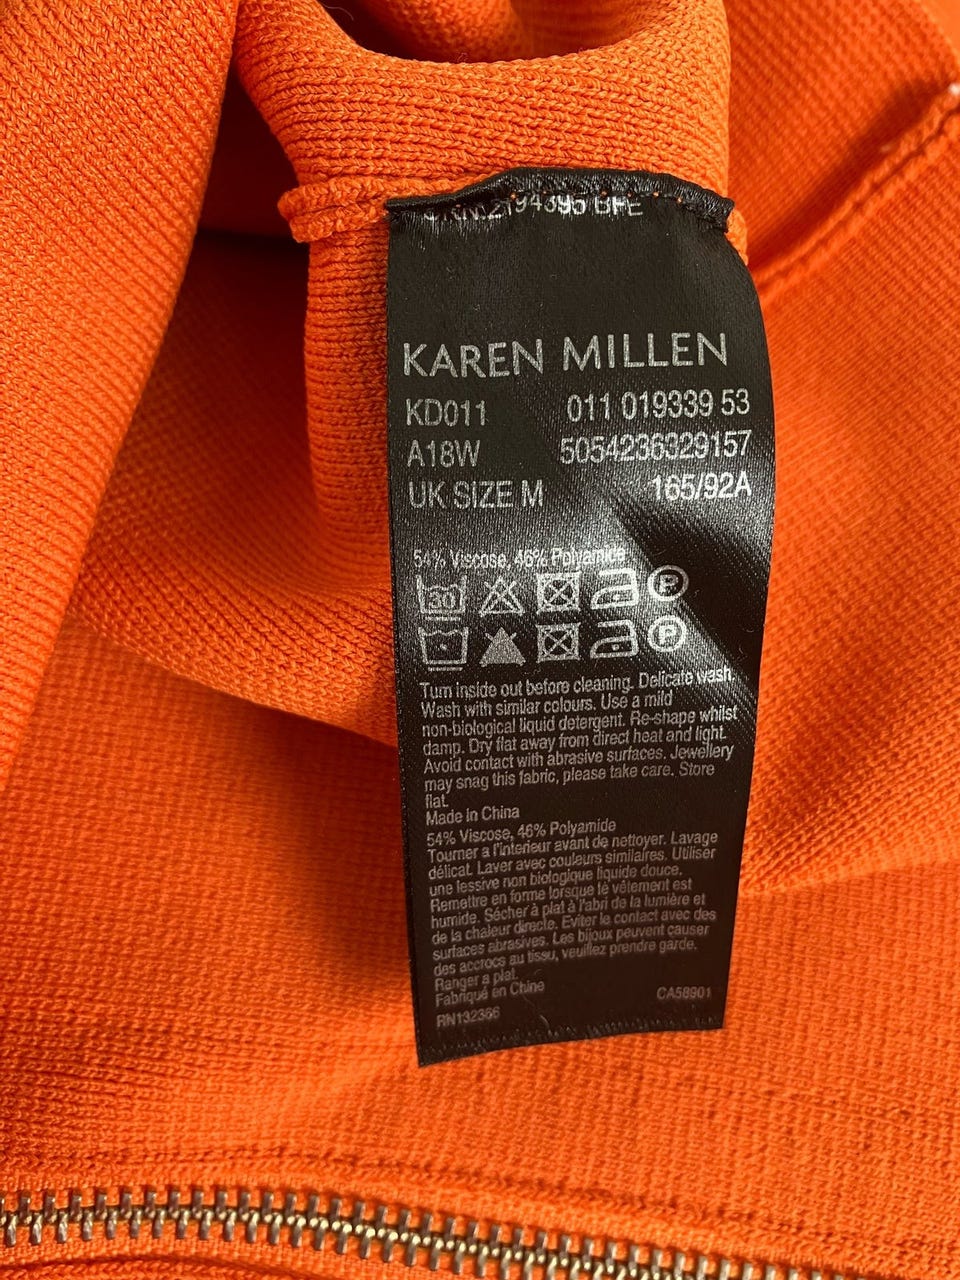 2194395 BFE
KAREN MILLEN
KD011 011 019339 53
A18W 5054236329157
UK SIZE M 165/92A
54% Viscose, 46% Polyamide
30 P
P
Turn inside out before cleaning. Delicate wash.
Wash with similar colours. Use a mild
non-biological liquid detergent. Re-shape whilst
damp. Dry flat away from direct heat and light.
Avoid contact with abrasive surfaces. Jewellery
may snag this fabric, please take care. Store
flat.
Made in China
54% Viscose, 46% Polyamide
Tourner a l'interieur avant de nettoyer. Lavage
délicat. Laver avec couleurs similaires. Utiliser
une lessive non biologique liquide douce.
Remettre en forme lorsque le vêtement est
humide. Sécher à plat à l'abri de la lumière et
de la chaleur directe. Eviter le contact avec des
surfaces abrasives. Les bijoux peuvent causer
des accrocs au tissu, veuillez prendre garde.
Ranger a plat.
Fabriqué en Chine CA58901
RN132366